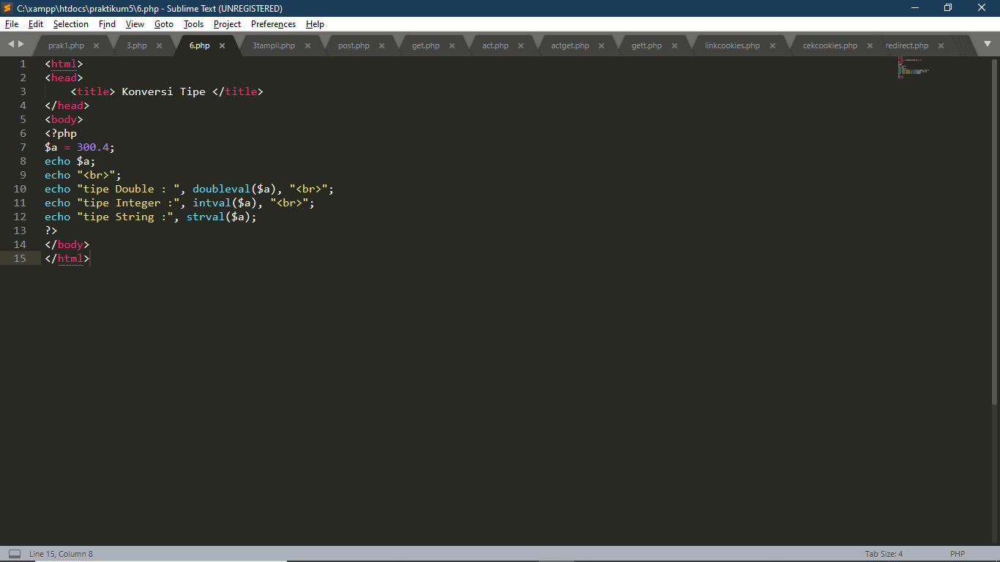 C:\xampp\htdocs\praktikum5\6.php - Sublime Text (UNREGISTERED)
File Edit Selection Find View Goto Tools Project Preferences Help
prak1.php 3.php 6.php 3tampil.php post.php get.php act.php actget.php gett.php linkcookies.php cekcookies.php redirect.php
1 <html>
2 <head>
3     <title> Konversi Tipe </title>
4 </head>
5 <body>
6 <?php
7 $a = 300.4;
8 echo $a;
9 echo "<br>";
10 echo "tipe Double : ", doubleval($a), "<br>";
11 echo "tipe Integer :", intval($a), "<br>";
12 echo "tipe String :", strval($a);
13 ?>
14 </body>
15 </html>
Line 15, Column 8 Tab Size: 4 PHP